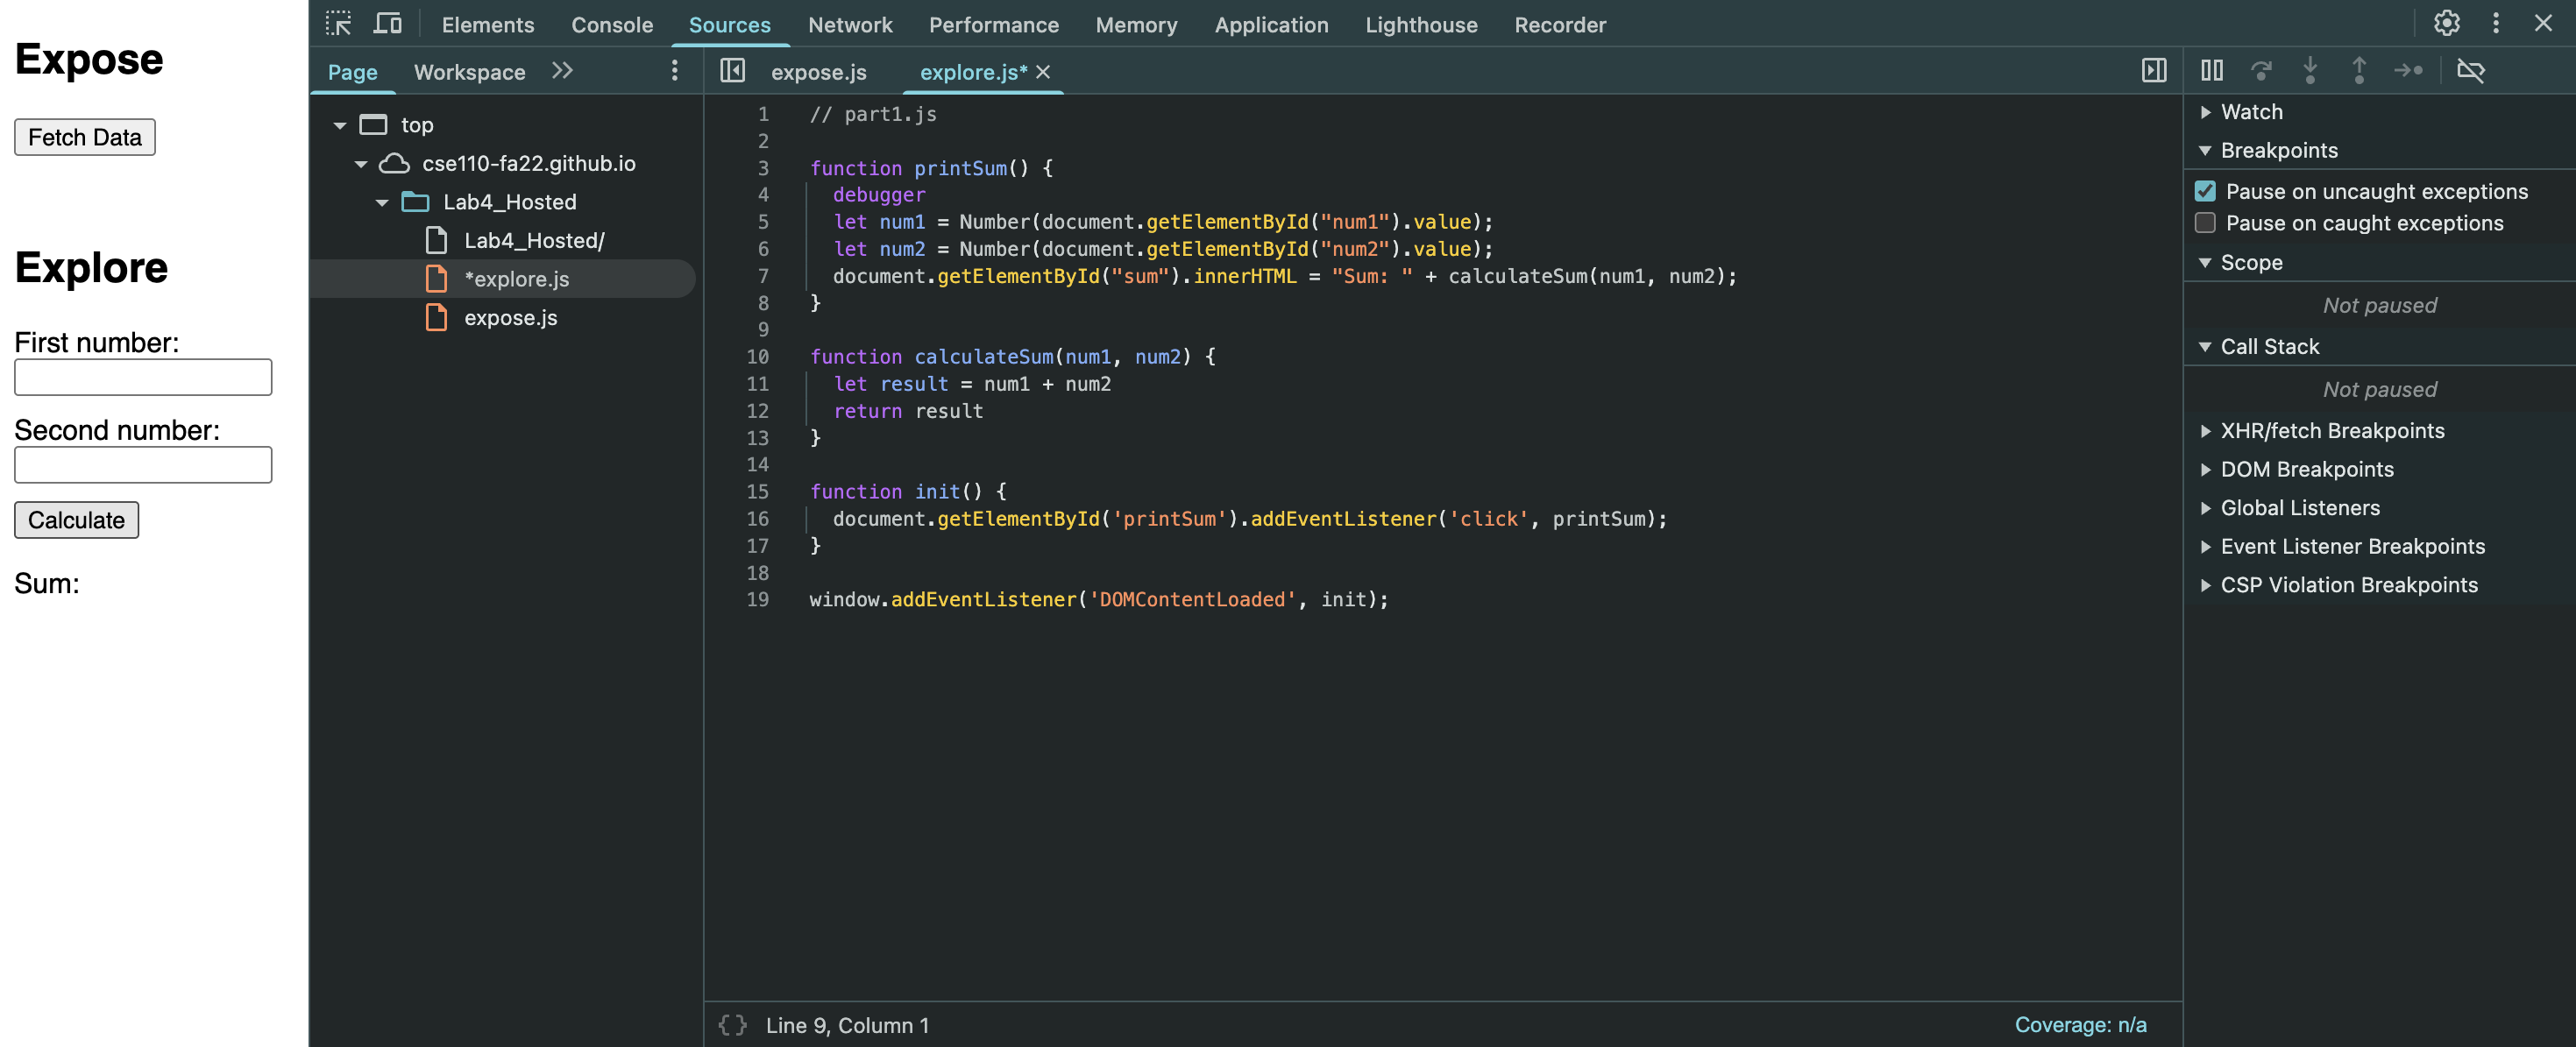 Expose
Fetch Data
Explore
First number:
Second number:
Calculate
Sum:
Elements Console Sources Network Performance Memory Application Lighthouse Recorder
Page Workspace
top
cse110-fa22.github.io
Lab4_Hosted
Lab4_Hosted/
*explore.js
expose.js
expose.js explore.js*
1 // part1.js
2
3 function printSum() {
4 debugger
5 let num1 = Number(document.getElementById("num1").value);
6 let num2 = Number(document.getElementById("num2").value);
7 document.getElementById("sum").innerHTML = "Sum: " + calculateSum(num1, num2);
8 }
9
10 function calculateSum(num1, num2) {
11 let result = num1 + num2
12 return result
13 }
14
15 function init() {
16 document.getElementById('printSum').addEventListener('click', printSum);
17 }
18
19 window.addEventListener('DOMContentLoaded', init);
{} Line 9, Column 1
Coverage: n/a
Watch
Breakpoints
Pause on uncaught exceptions
Pause on caught exceptions
Scope
Not paused
Call Stack
Not paused
XHR/fetch Breakpoints
DOM Breakpoints
Global Listeners
Event Listener Breakpoints
CSP Violation Breakpoints